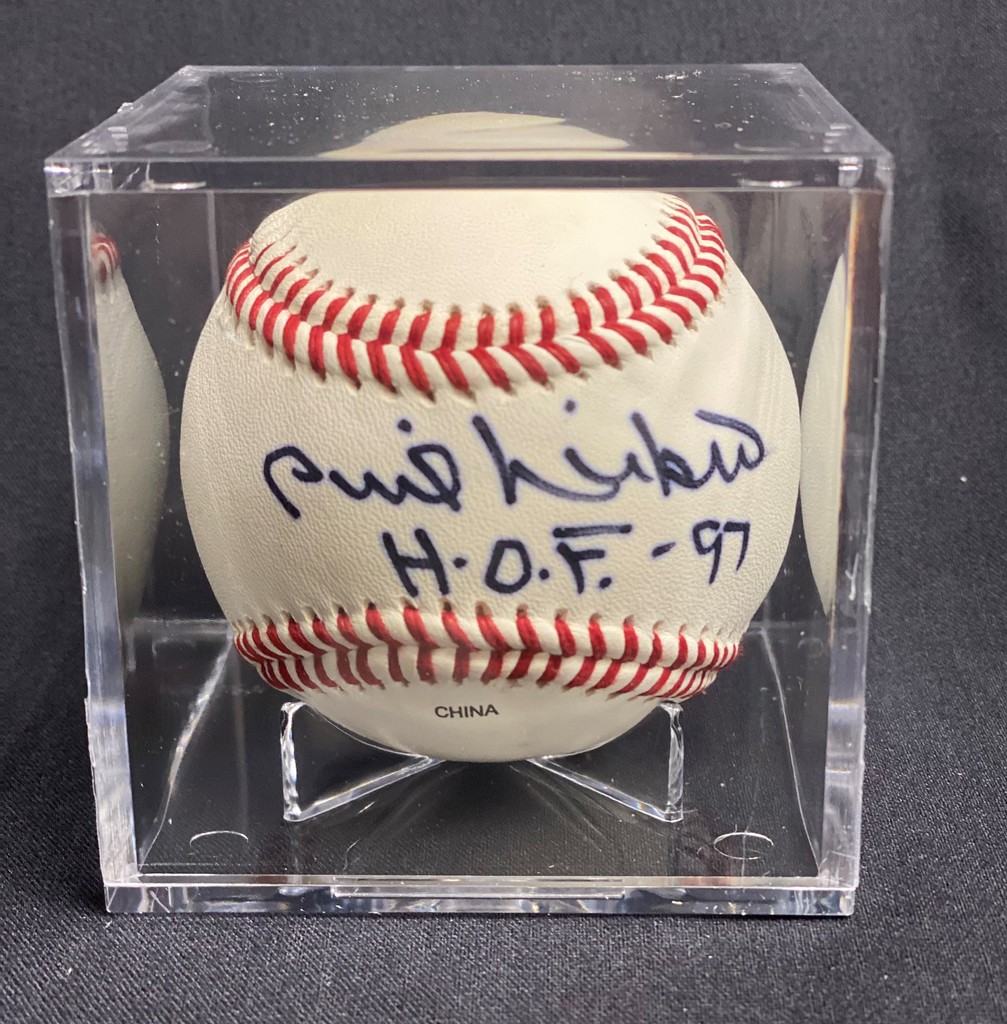 Phil Niekro
H.O.F. - 97
CHINA